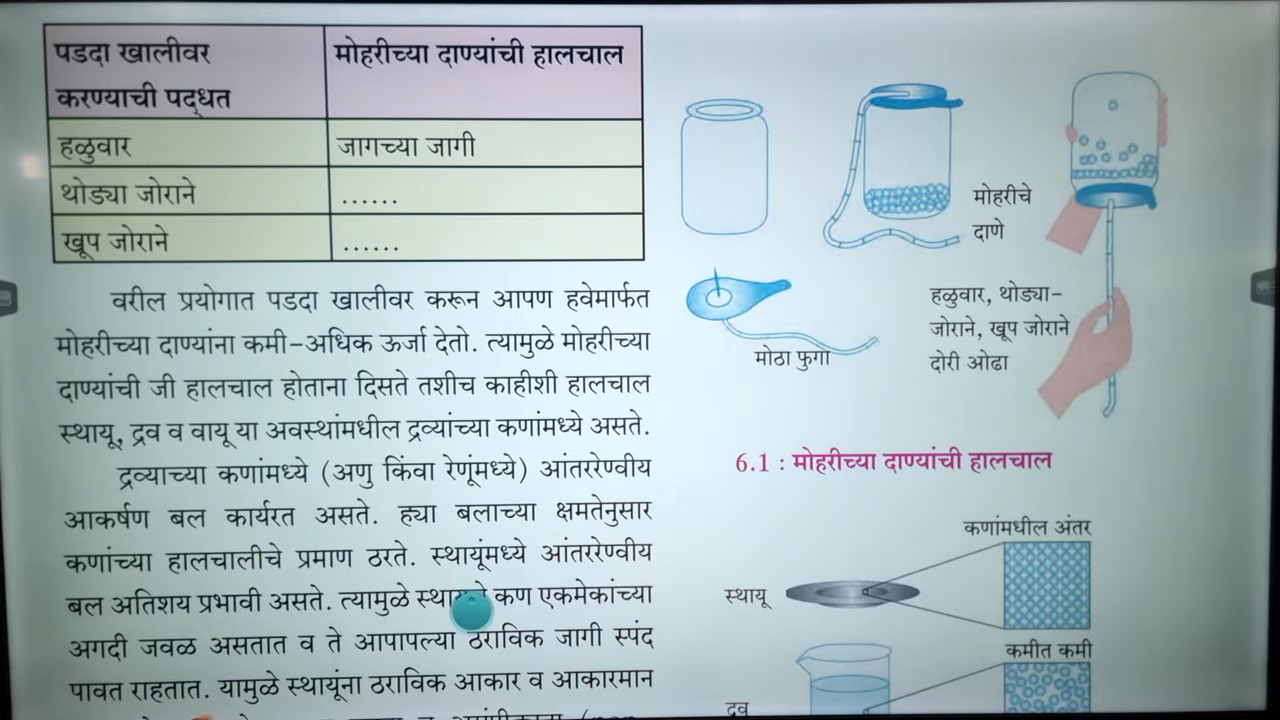 पडदा खालीवर
करण्याची पद्धत
मोहरीच्या दाण्यांची हालचाल
हळुवार
जागच्या जागी
थोड्या जोराने
......
खूप जोराने
......
वरील प्रयोगात पडदा खालीवर करून आपण हवेमार्फत
मोहरीच्या दाण्यांना कमी-अधिक ऊर्जा देतो. त्यामुळे मोहरीच्या
दाण्यांची जी हालचाल होताना दिसते तशीच काहीशी हालचाल
स्थायू, द्रव व वायू या अवस्थांमधील द्रव्यांच्या कणांमध्ये असते.
द्रव्याच्या कणांमध्ये (अणु किंवा रेणूंमध्ये) आंतररेण्वीय
आकर्षण बल कार्यरत असते. ह्या बलाच्या क्षमतेनुसार
कणांच्या हालचालीचे प्रमाण ठरते. स्थायूंमध्ये आंतररेण्वीय
बल अतिशय प्रभावी असते. त्यामुळे कण एकमेकांच्या
अगदी जवळ असतात व ते आपापल्या ठराविक जागी स्पंद
पावत राहतात. यामुळे स्थायूंना ठराविक आकार व आकारमान
मोहरीचे
दाणे
मोठा फुगा
हळुवार, थोड्या-
जोराने, खूप जोराने
दोरी ओढा
6.1 : मोहरीच्या दाण्यांची हालचाल
कणांमधील अंतर
स्थायू
कमीत कमी
द्रव